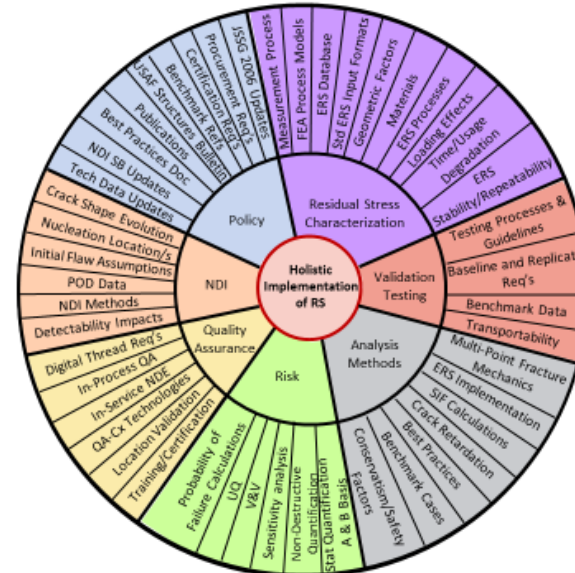 Holistic
Implementation
of RS
Residual Stress
Characterization
Measurement Process
FEA Process Models
ERS Database
Std ERS Input Formats
Geometric Factors
Materials
ERS Processes
Loading Effects
Time/Usage
Degradation
ERS
Stability/Repeatability
Validation
Testing
Testing Processes &
Guidelines
Baseline and Replicat
Req's
Benchmark Data
Transportability
Analysis
Methods
Multi-Point Fracture
Mechanics
ERS Implementation
SIF Calculations
Crack Retardation
Best Practices
Benchmark Cases
Conservatism/Safety
Factors
Risk
Stat Quantification
A & B Basis
Non-Destructive
Quantification
Sensitivity analysis
V&V
UQ
Probability of
Failure Calculations
Quality
Assurance
Training/Certification
Location Validation
QA-Cx Technologies
In-Service NDE
In-Process QA
Digital Thread Req's
NDI
Detectability Impacts
NDI Methods
POD Data
Initial Flaw Assumptions
Nucleation Location/s
Crack Shape Evolution
Policy
Tech Data Updates
NDI SB Updates
Best Practices Doc
Publications
USAF Structures Bulletin
Benchmark Refs
Certification Req's
Procurement Req's
JSSG 2006 Updates